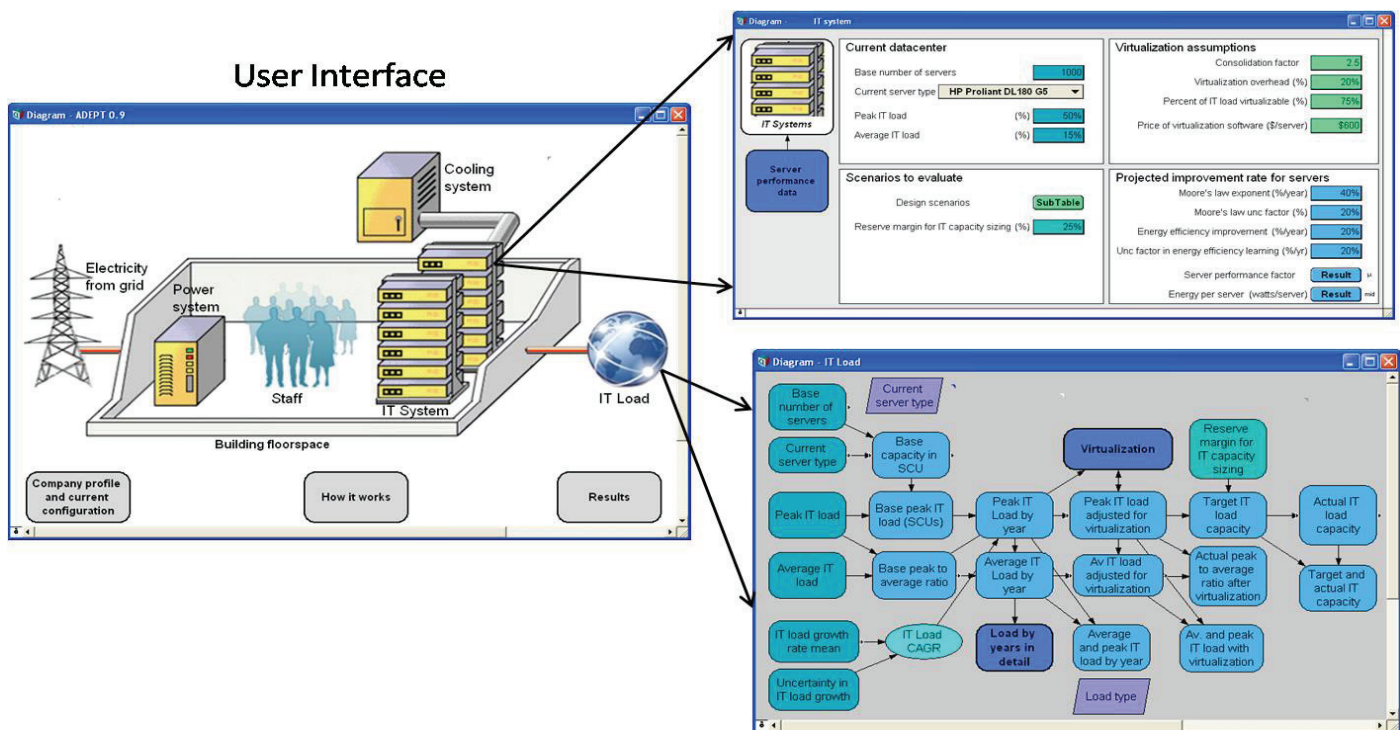 User Interface
Diagram - ADEPT 0.9
Cooling
system
Electricity
from grid
Power
system
Staff
IT System
IT Load
Building floorspace
Company profile
and current
configuration
How it works
Results
Diagram - IT system
IT Systems
Server
performance
data
Current datacenter
Base number of servers 1000
Current server type HP Proliant DL180 G5
Peak IT load (%) 50%
Average IT load (%) 15%
Virtualization assumptions
Consolidation factor 2.5
Virtualization overhead (%) 20%
Percent of IT load virtualizable (%) 75%
Price of virtualization software ($/server) $600
Scenarios to evaluate
Design scenarios SubTable
Reserve margin for IT capacity sizing (%) 25%
Projected improvement rate for servers
Moore's law exponent (%/year) 40%
Moore's law unc factor (%) 20%
Energy efficiency improvement (%/year) 20%
Unc factor in energy efficiency learning (%/yr) 20%
Server performance factor Result μ
Energy per server (watts/server) Result mid
Diagram - IT Load
Base
number of
servers
Current
server type
Current
server type
Base
capacity in
SCU
Virtualization
Reserve
margin for
IT capacity
sizing
Peak IT load
Base peak IT
load (SCUs)
Peak IT
Load by
year
Peak IT load
adjusted for
virtualization
Target IT
load
capacity
Actual IT
load
capacity
Average IT
load
Base peak to
average ratio
Average IT
Load by
year
Av IT load
adjusted for
virtualization
Actual peak
to average
ratio after
virtualization
Target and
actual IT
capacity
IT load growth
rate mean
IT Load
CAGR
Load by
years in
detail
Average
and peak IT
load by year
Av. and peak
IT load with
virtualization
Uncertainty in
IT load growth
Load type